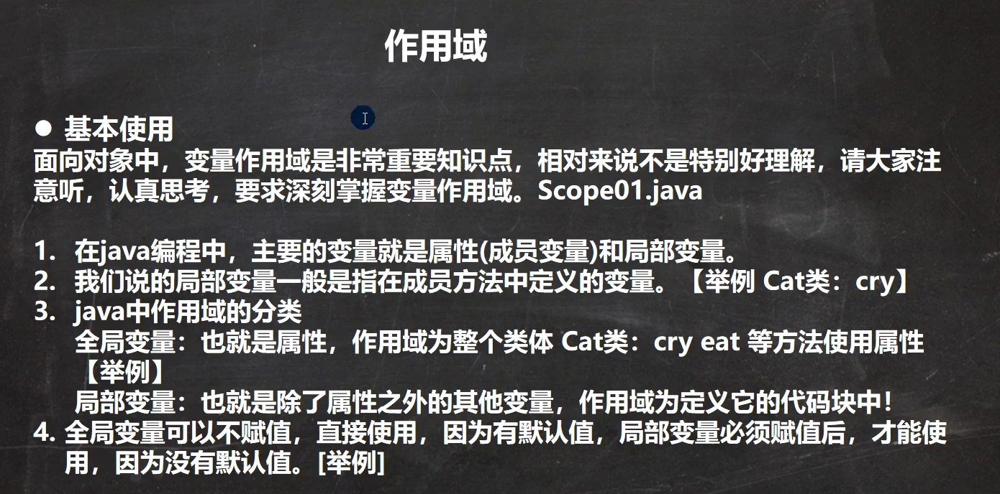 作用域
● 基本使用
面向对象中，变量作用域是非常重要知识点，相对来说不是特别好理解，请大家注
意听，认真思考，要求深刻掌握变量作用域。Scope01.java
1. 在java编程中，主要的变量就是属性(成员变量)和局部变量。
2. 我们说的局部变量一般是指在成员方法中定义的变量。【举例 Cat类：cry】
3. java中作用域的分类
全局变量：也就是属性，作用域为整个类体 Cat类：cry eat 等方法使用属性
【举例】
局部变量：也就是除了属性之外的其他变量，作用域为定义它的代码块中！
4. 全局变量可以不赋值，直接使用，因为有默认值，局部变量必须赋值后，才能使
用，因为没有默认值。[举例]